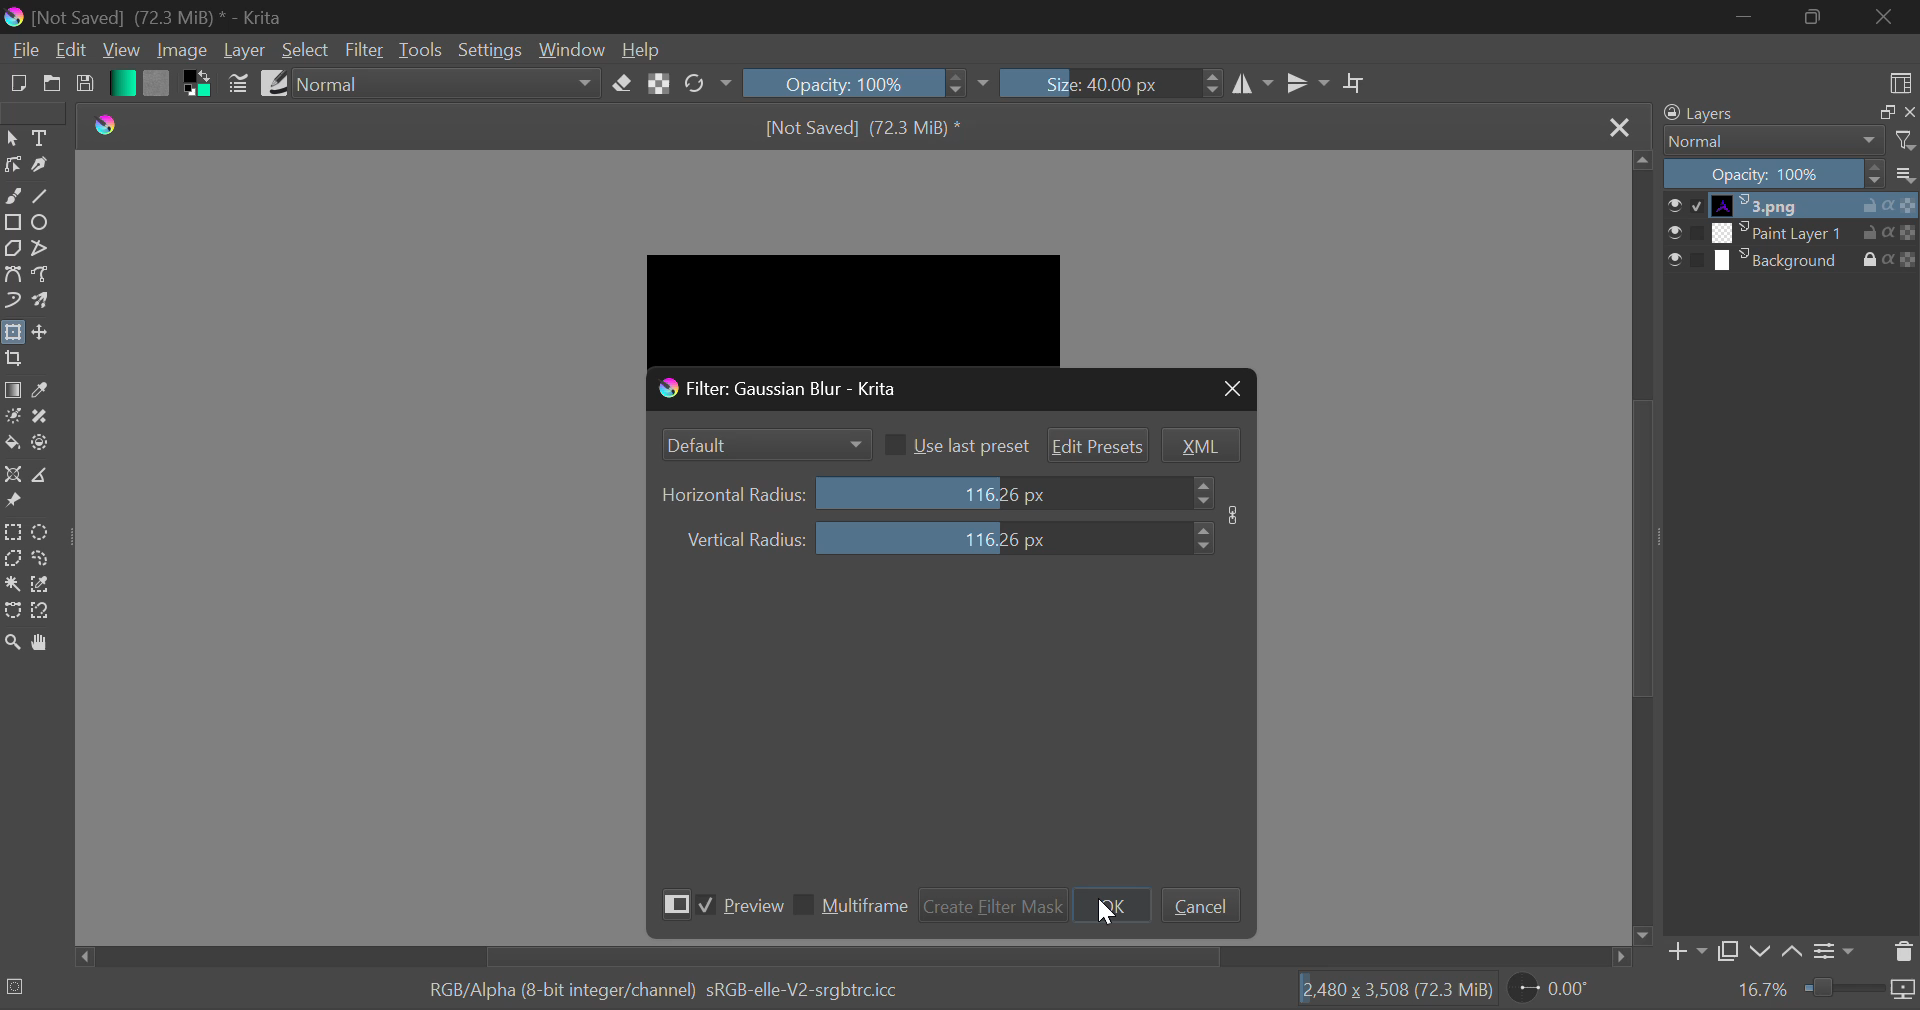 [Not Saved] (72.3 MiB) * - Krita
File Edit View Image Layer Select Filter Tools Settings Window Help
Normal
Opacity: 100%
Size: 40.00 px
[Not Saved] (72.3 MiB) *
Layers
Normal
Opacity: 100%
3.png
Paint Layer 1
Background
Filter: Gaussian Blur - Krita
Default
Use last preset
Edit Presets
XML
Horizontal Radius: 116.26 px
Vertical Radius: 116.26 px
Preview
Multiframe
Create Filter Mask
OK
Cancel
RGB/Alpha (8-bit integer/channel) sRGB-elle-V2-srgbtrc.icc
2,480 x 3,508 (72.3 MiB)
0.00°
16.7%